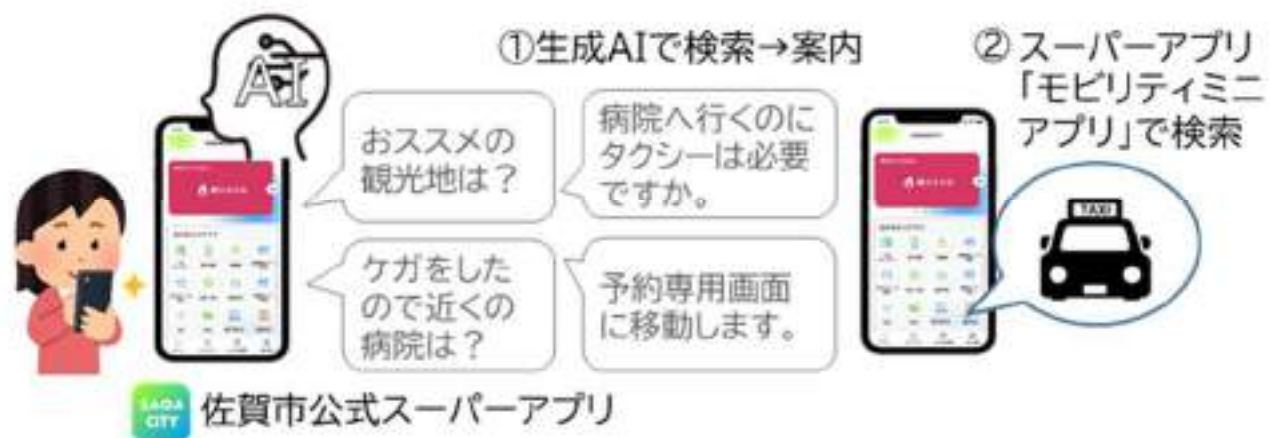 ①生成AIで検索→案内
② スーパーアプリ
「モビリティミニ
アプリ」で検索
AI
おススメの
観光地は？
病院へ行くのに
タクシーは必要
ですか。
ケガをした
ので近くの
病院は？
予約専用画面
に移動します。
TAXI
SAGA
CITY
佐賀市公式スーパーアプリ